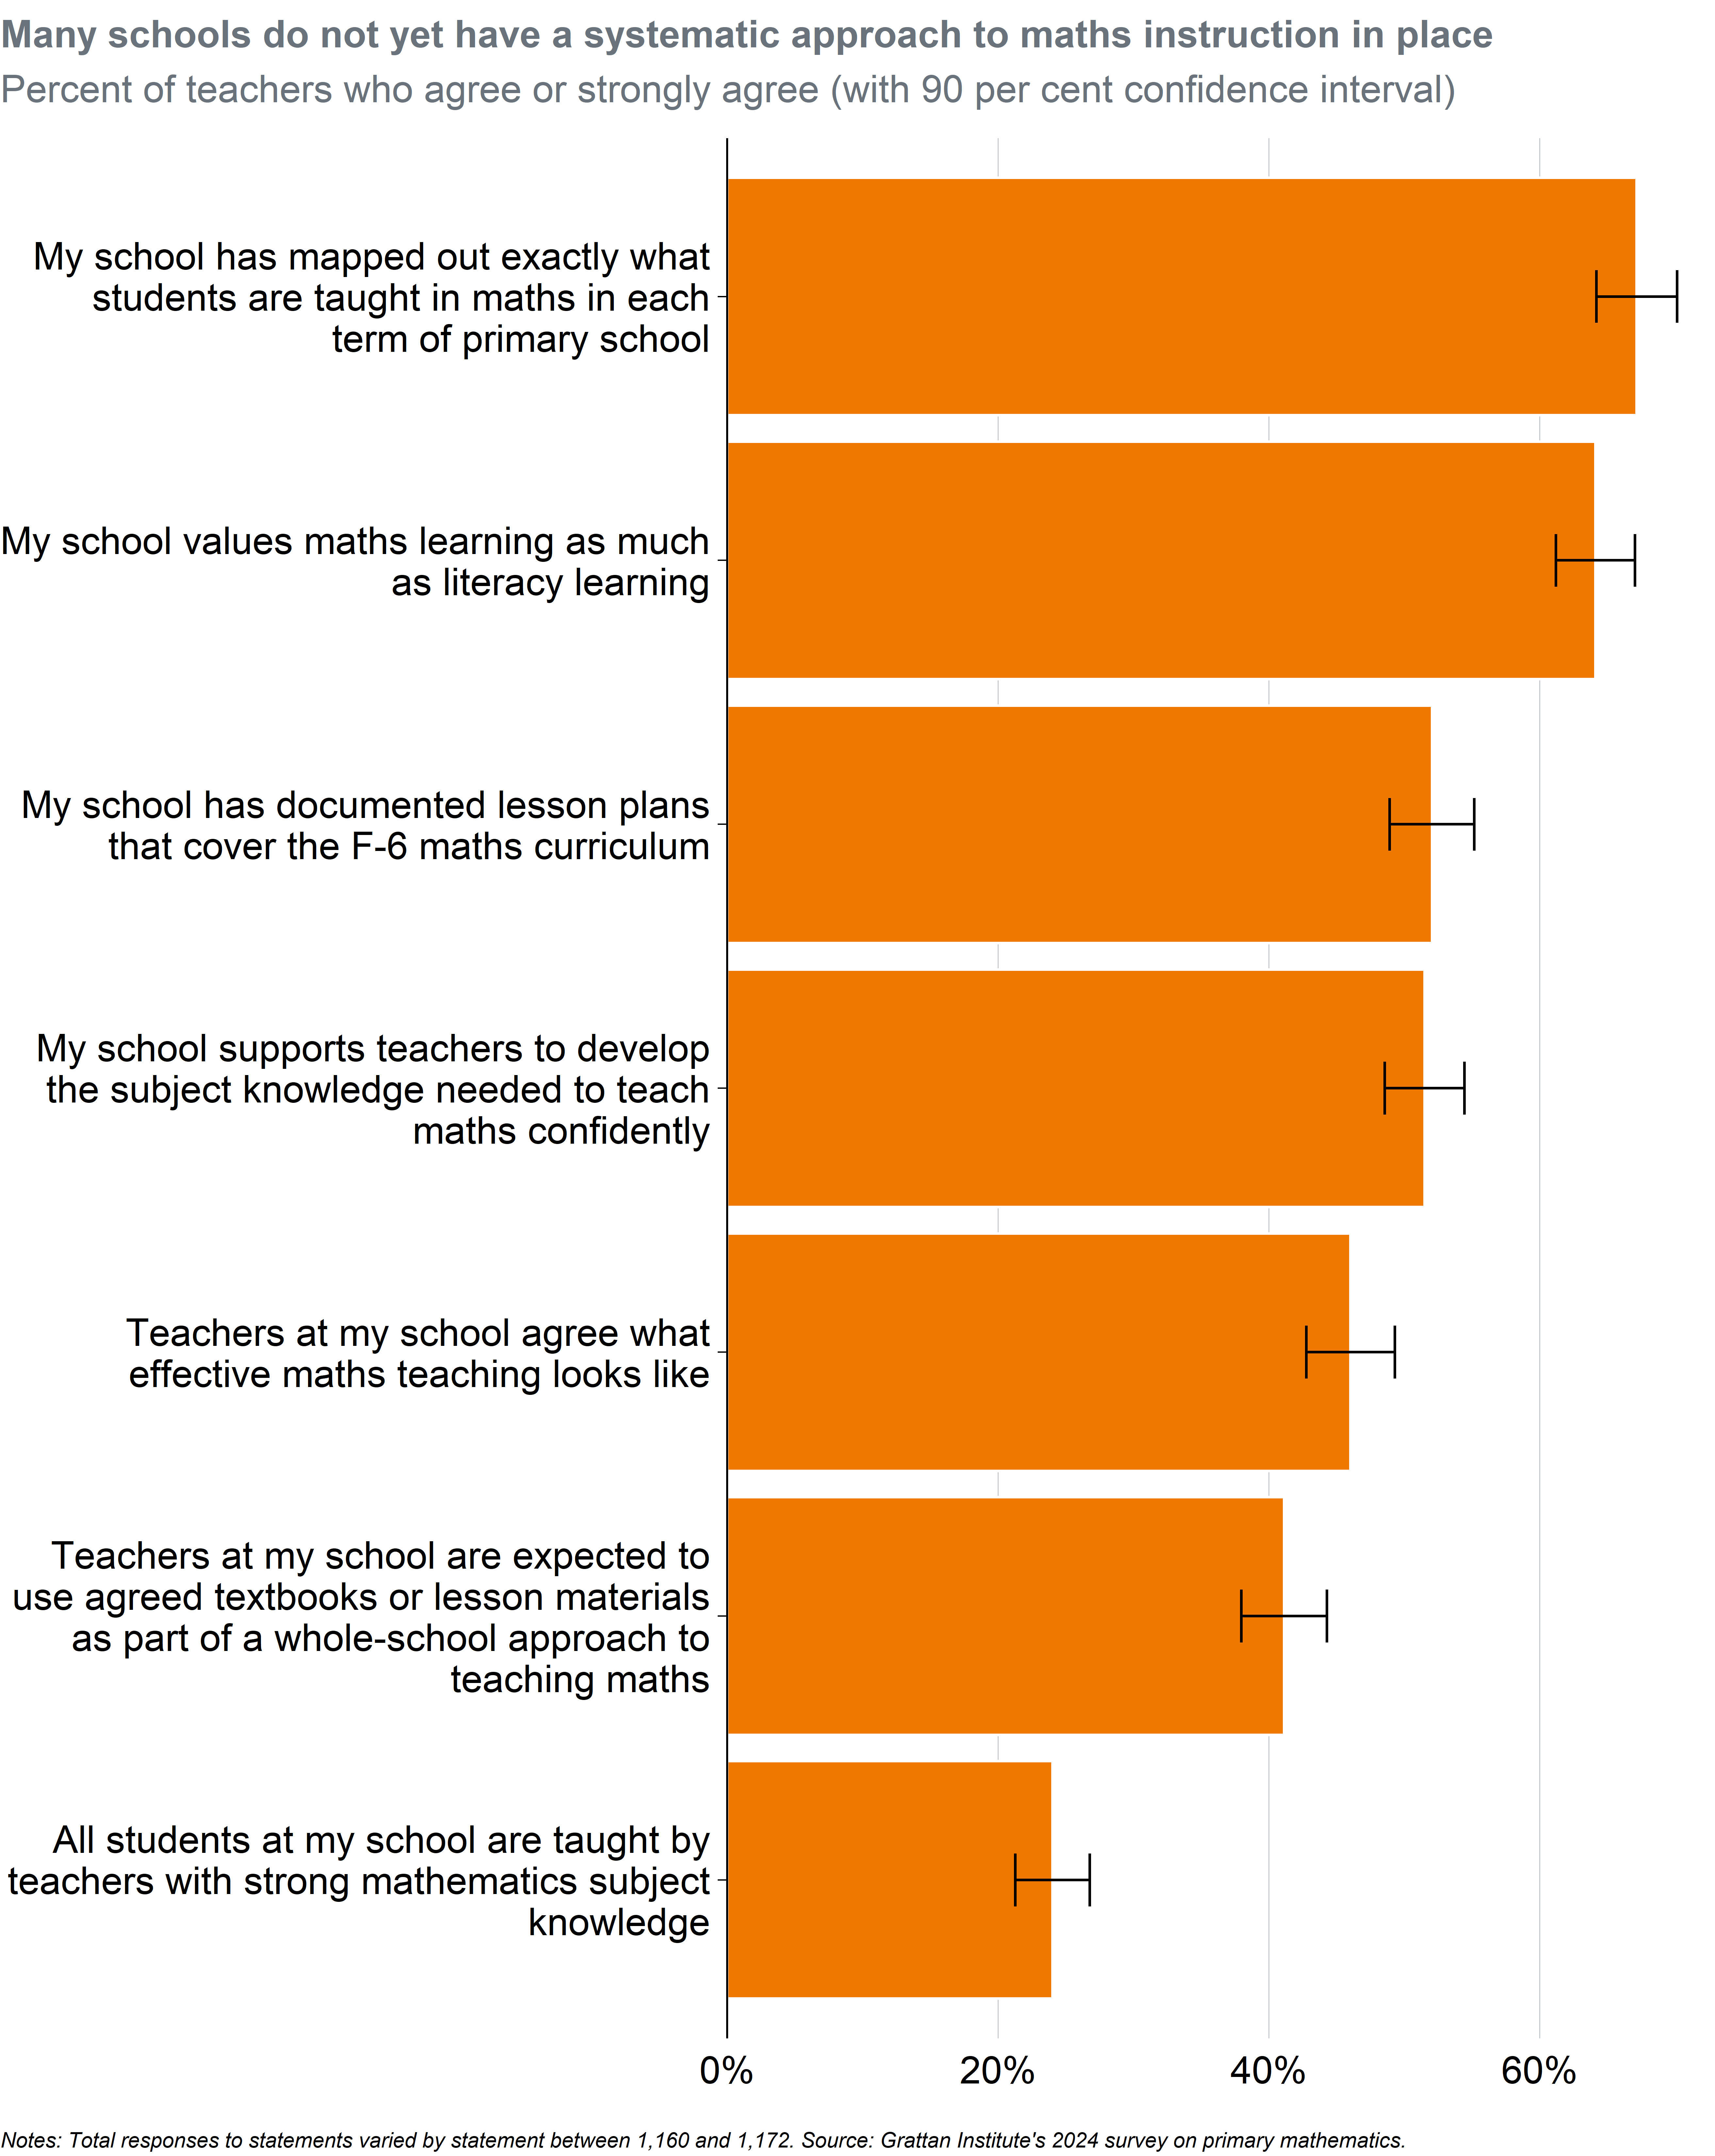 Many schools do not yet have a systematic approach to maths instruction in place
Percent of teachers who agree or strongly agree (with 90 per cent confidence interval)
My school has mapped out exactly what
students are taught in maths in each
term of primary school
My school values maths learning as much
as literacy learning
My school has documented lesson plans
that cover the F-6 maths curriculum
My school supports teachers to develop
the subject knowledge needed to teach
maths confidently
Teachers at my school agree what
effective maths teaching looks like
Teachers at my school are expected to
use agreed textbooks or lesson materials
as part of a whole-school approach to
teaching maths
All students at my school are taught by
teachers with strong mathematics subject
knowledge
0% 20% 40% 60%
Notes: Total responses to statements varied by statement between 1,160 and 1,172. Source: Grattan Institute's 2024 survey on primary mathematics.